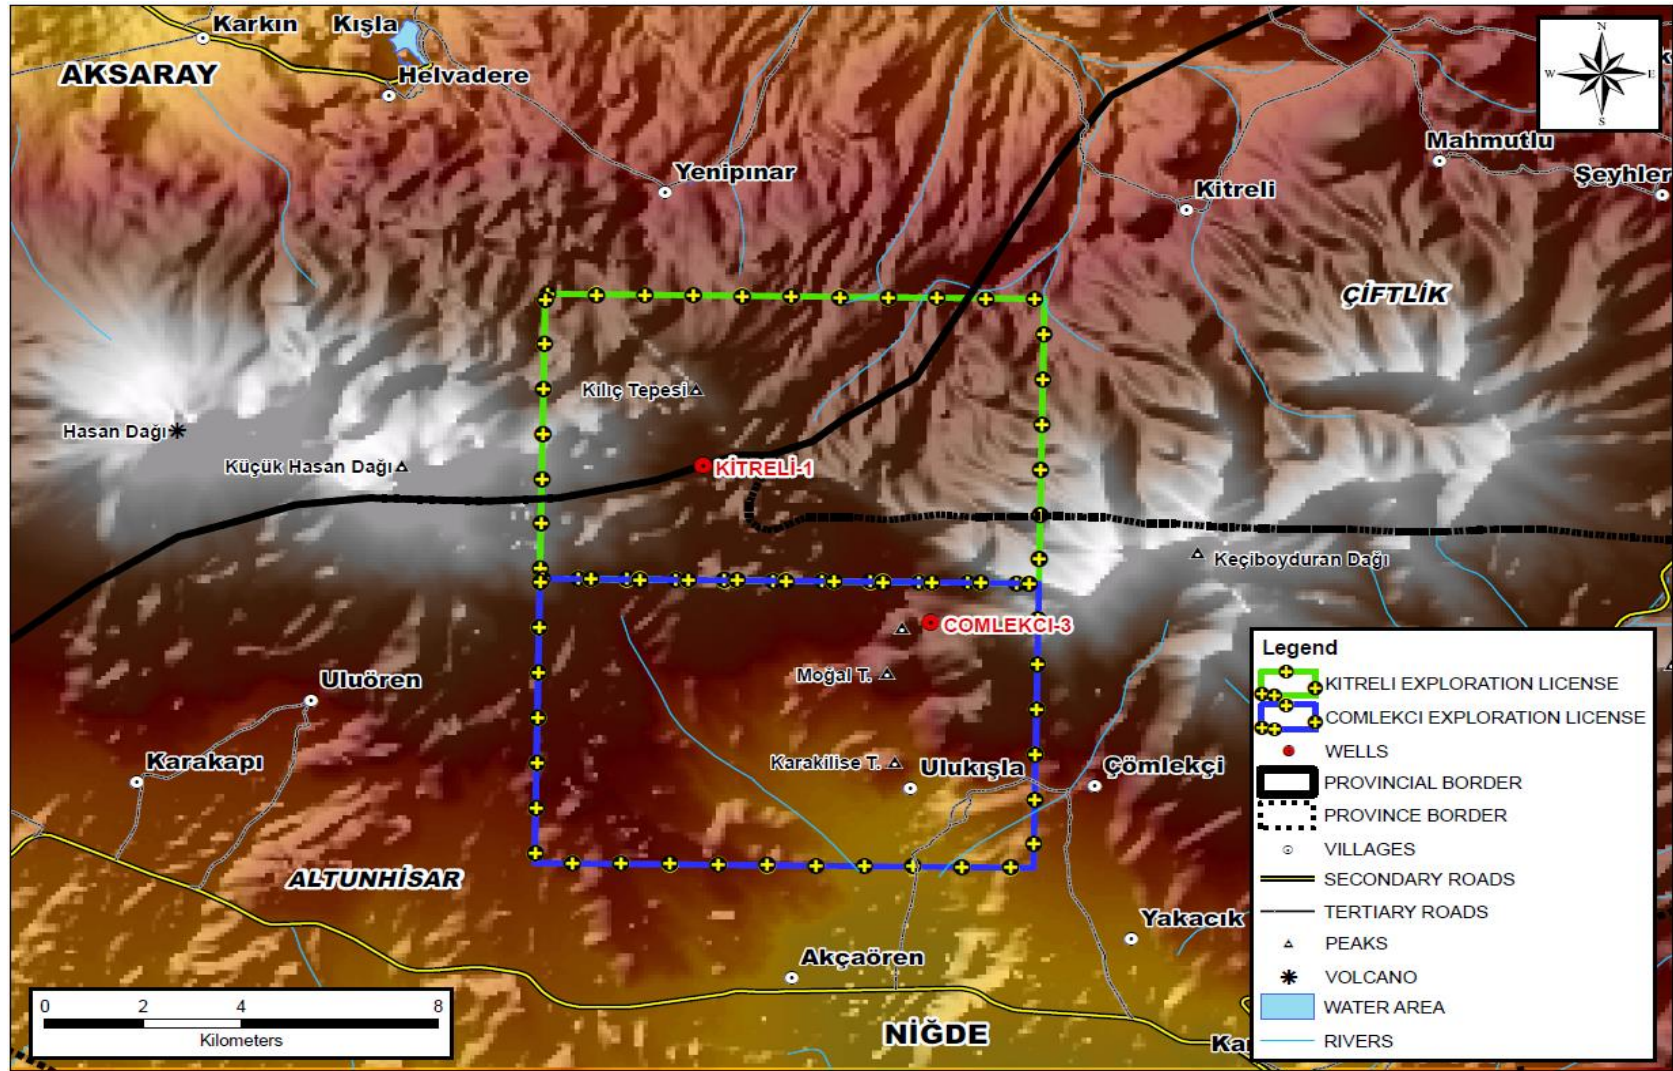 Karkın
Kışla
N
W
E
S
AKSARAY
Helvadere
Mahmutlu
Yenipınar
Şeyhler
Kitreli
ÇİFTLİK
Kılıç Tepesi
Hasan Dağı
Küçük Hasan Dağı
KİTRELİ-1
Keçiboyduran Dağı
COMLEKCI-3
Moğal T.
Uluören
Karakapı
Karakilise T.
Ulukışla
Çömlekçi
ALTUNHİSAR
Yakacık
Akçaören
NİĞDE
0 2 4 8
Kilometers
Legend
KITRELI EXPLORATION LICENSE
COMLEKCI EXPLORATION LICENSE
WELLS
PROVINCIAL BORDER
PROVINCE BORDER
VILLAGES
SECONDARY ROADS
TERTIARY ROADS
PEAKS
VOLCANO
WATER AREA
RIVERS